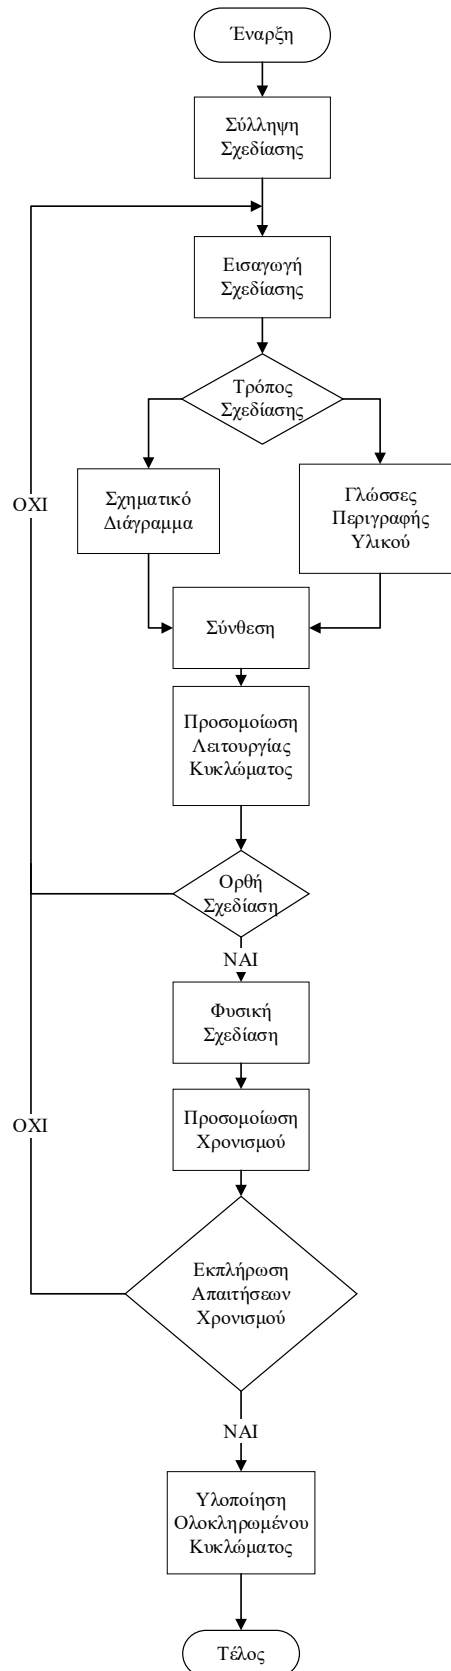 Έναρξη
Σύλληψη
Σχεδίασης
Εισαγωγή
Σχεδίασης
Τρόπος
Σχεδίασης
Σχηματικό
Διάγραμμα
Γλώσσες
Περιγραφής
Υλικού
ΟΧΙ
Σύνθεση
Προσομοίωση
Λειτουργίας
Κυκλώματος
Ορθή
Σχεδίαση
ΝΑΙ
Φυσική
Σχεδίαση
Προσομοίωση
Χρονισμού
ΟΧΙ
Εκπλήρωση
Απαιτήσεων
Χρονισμού
ΝΑΙ
Υλοποίηση
Ολοκληρωμένου
Κυκλώματος
Τέλος